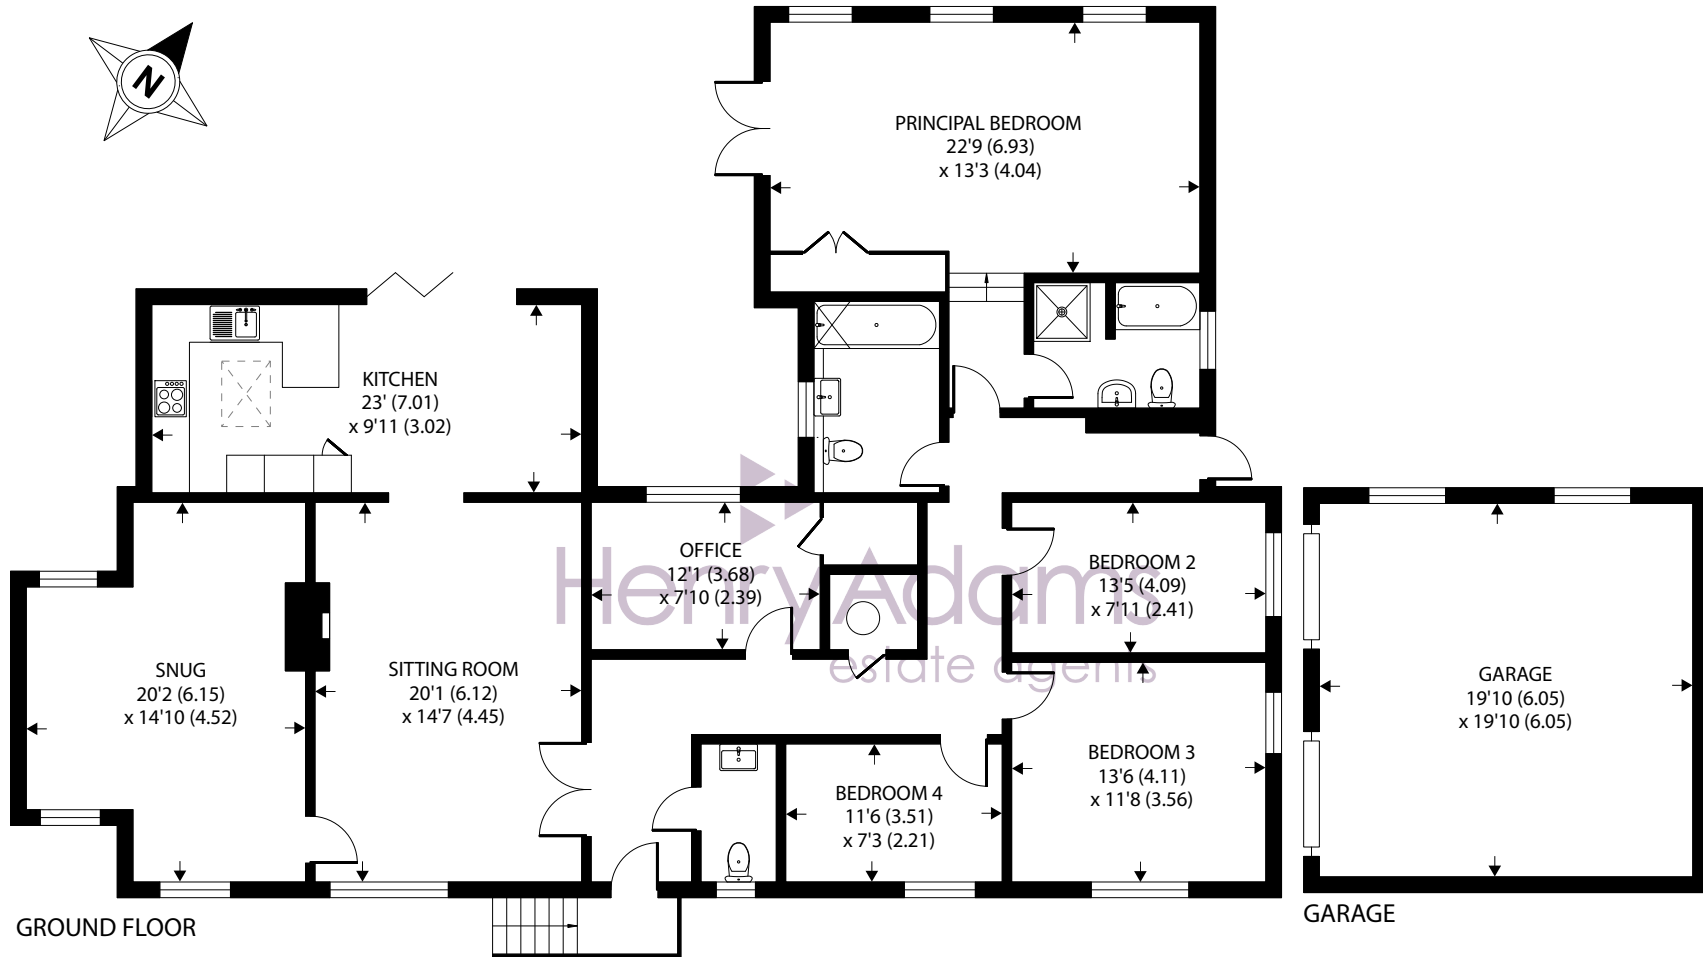 N
PRINCIPAL BEDROOM
22'9 (6.93)
x 13'3 (4.04)
KITCHEN
23' (7.01)
x 9'11 (3.02)
OFFICE
12'1 (3.68)
x 7'10 (2.39)
BEDROOM 2
13'5 (4.09)
x 7'11 (2.41)
Henry Adams
estate agents
SNUG
20'2 (6.15)
x 14'10 (4.52)
SITTING ROOM
20'1 (6.12)
x 14'7 (4.45)
GARAGE
19'10 (6.05)
x 19'10 (6.05)
BEDROOM 3
13'6 (4.11)
x 11'8 (3.56)
BEDROOM 4
11'6 (3.51)
x 7'3 (2.21)
GROUND FLOOR
GARAGE